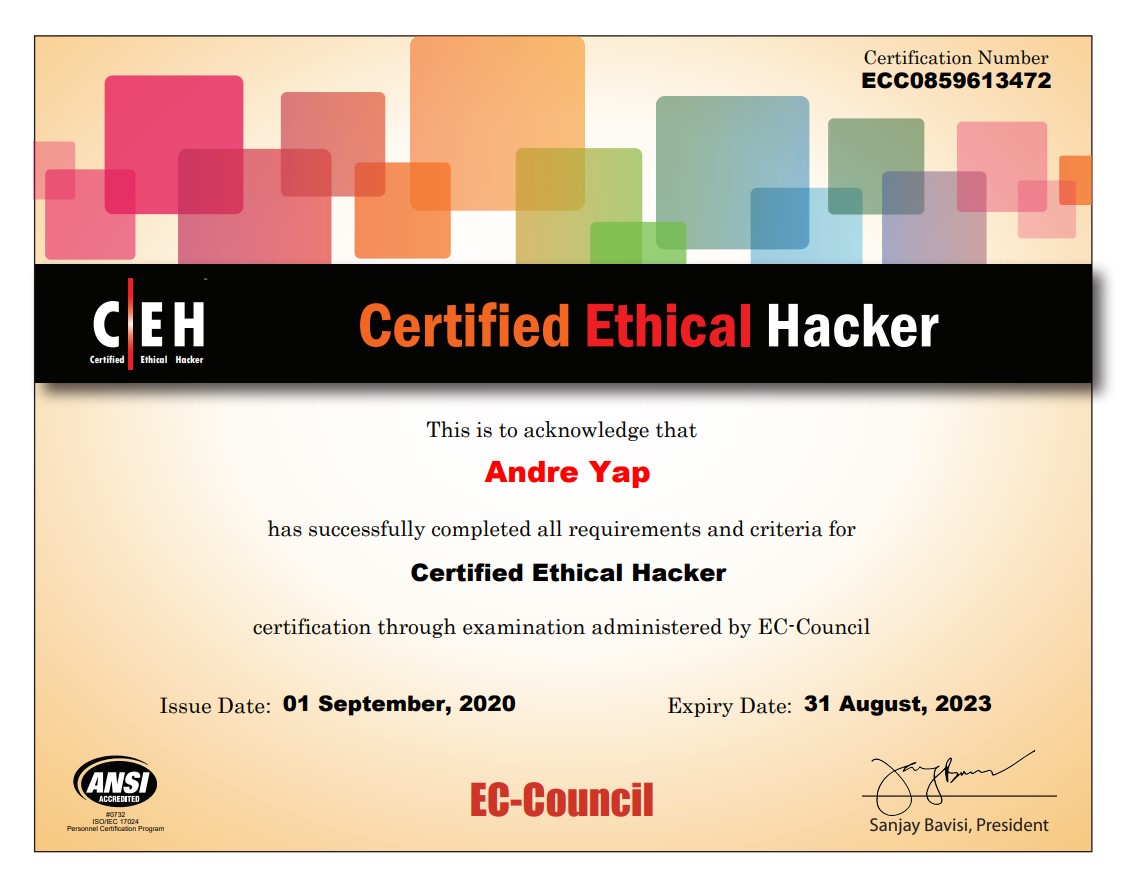 Certification Number
ECC0859613472
C|EH
Certified Ethical Hacker
Certified Ethical Hacker
This is to acknowledge that
Andre Yap
has successfully completed all requirements and criteria for
Certified Ethical Hacker
certification through examination administered by EC-Council
Issue Date: 01 September, 2020 Expiry Date: 31 August, 2023
ANSI
ACCREDITED
#0732
ISO/IEC 17024
Personnel Certification Program
EC-Council
Sanjay Bavisi, President